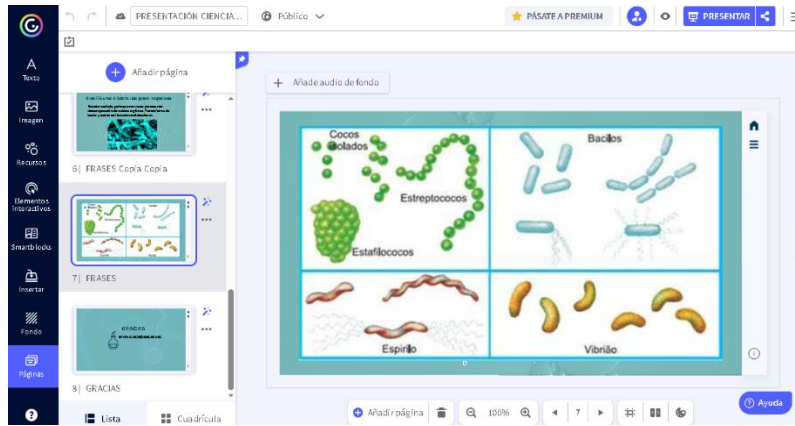 PRESENTACIÓN CIENCIA...
Público
PÁSATE A PREMIUM
PRESENTAR
Texto
Imagen
Recursos
Elementos
interactivos
Smartblocks
Insertar
Fondo
Páginas
Añadir página
6| FRASES Copia Copia
7| FRASES
GRACIAS
8| GRACIAS
Lista
Cuadrícula
+ Añade audio de fondo
Cocos
isolados
Estreptococos
Estafilococos
Bacilos
Espirilo
Vibrião
Añadir página
100%
7
Ayuda